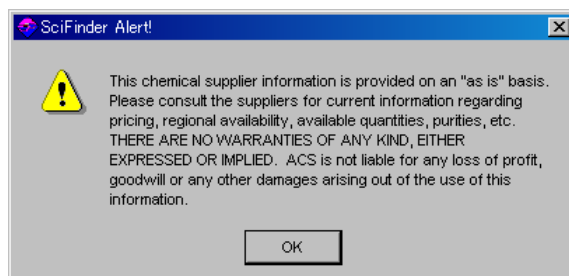 SciFinder Alert!
This chemical supplier information is provided on an "as is" basis.
Please consult the suppliers for current information regarding
pricing, regional availability, available quantities, purities, etc.
THERE ARE NO WARRANTIES OF ANY KIND, EITHER
EXPRESSED OR IMPLIED.  ACS is not liable for any loss of profit,
goodwill or any other damages arising out of the use of this
information.
OK